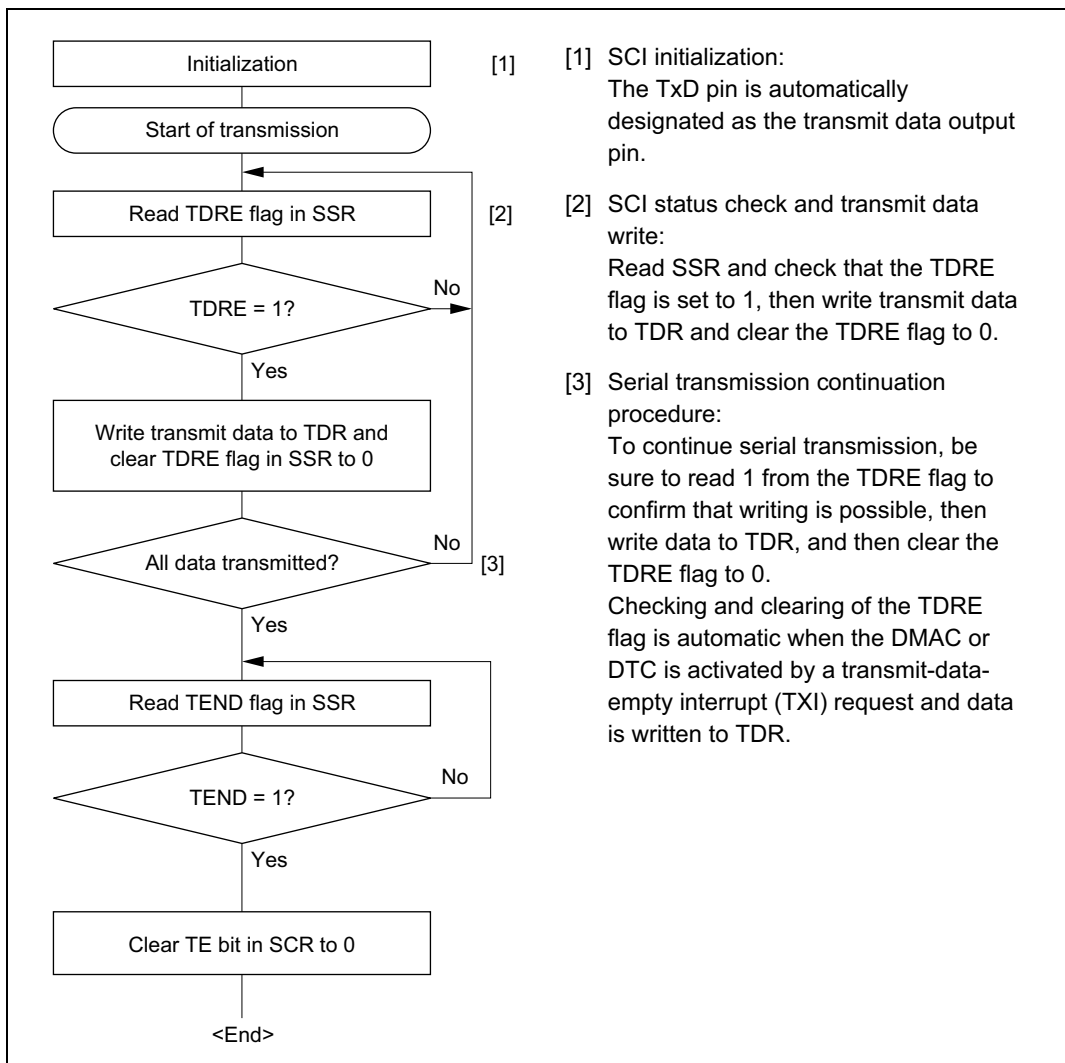 Initialization
[1]
Start of transmission
Read TDRE flag in SSR
[2]
TDRE = 1?
No
Yes
Write transmit data to TDR and
clear TDRE flag in SSR to 0
All data transmitted?
No
[3]
Yes
Read TEND flag in SSR
TEND = 1?
No
Yes
Clear TE bit in SCR to 0
<End>
[1] SCI initialization:
The TxD pin is automatically
designated as the transmit data output
pin.
[2] SCI status check and transmit data
write:
Read SSR and check that the TDRE
flag is set to 1, then write transmit data
to TDR and clear the TDRE flag to 0.
[3] Serial transmission continuation
procedure:
To continue serial transmission, be
sure to read 1 from the TDRE flag to
confirm that writing is possible, then
write data to TDR, and then clear the
TDRE flag to 0.
Checking and clearing of the TDRE
flag is automatic when the DMAC or
DTC is activated by a transmit-data-
empty interrupt (TXI) request and data
is written to TDR.